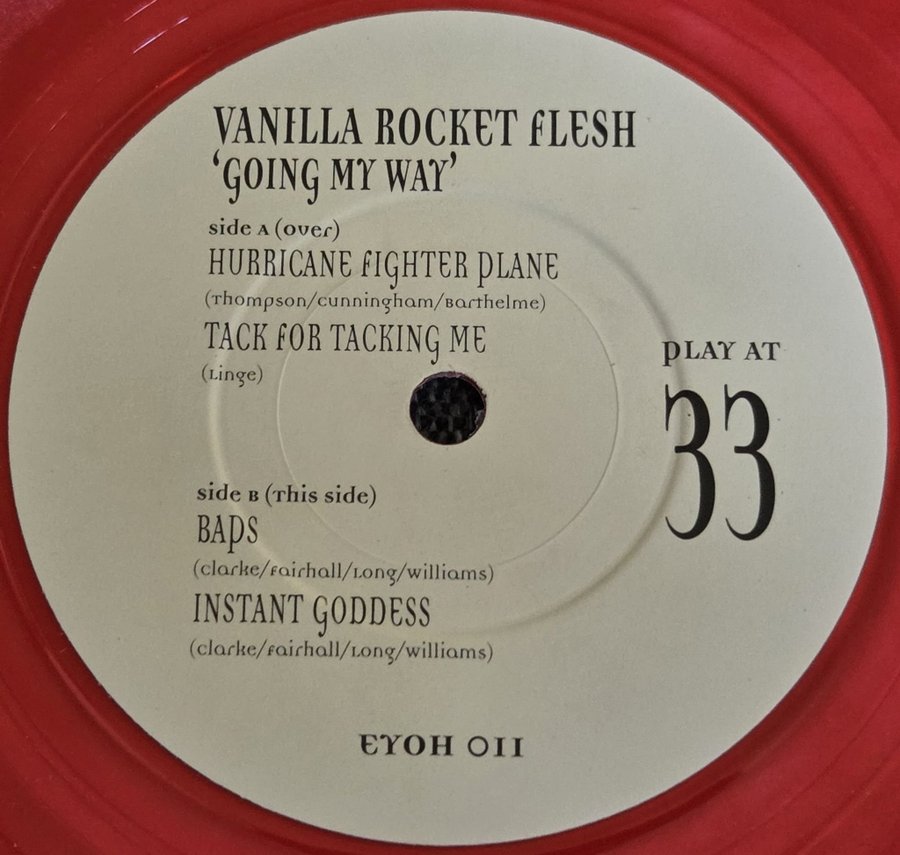 VANILLA ROCKET FLESH
‘GOING MY WAY’
side A (over)
HURRICANE FIGHTER PLANE
(Thompson/cunningham/Barthelme)
TACK FOR TACKING ME
(Linge)
PLAY AT
33
side B (This side)
BAPS
(clarke/Fairhall/Long/williams)
INSTANT GODDESS
(clarke/Fairhall/Long/williams)
EYOH 011